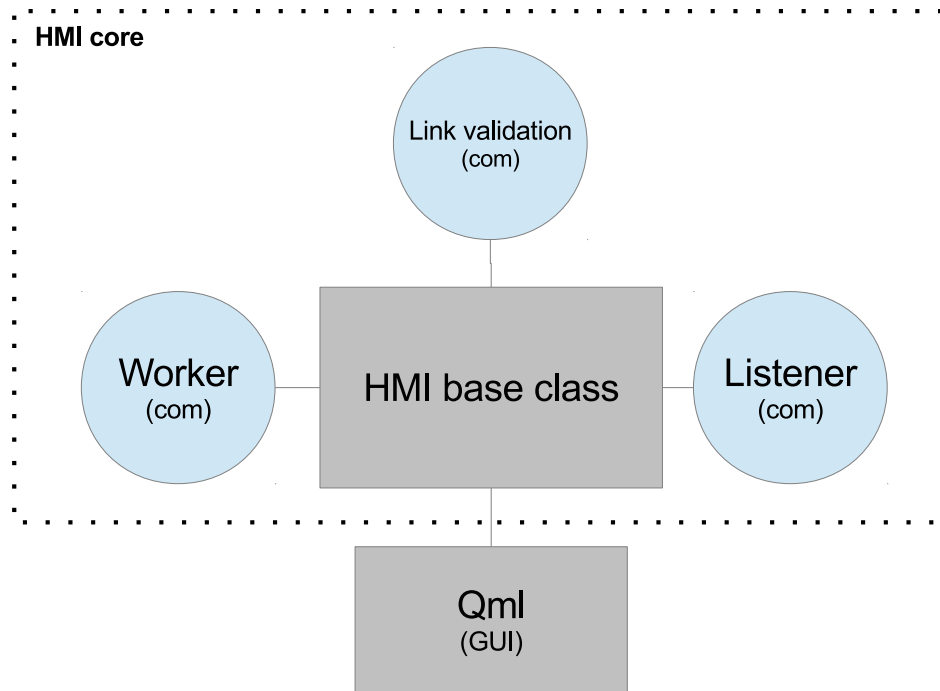 HMI core
Link validation
(com)
Worker
(com)
HMI base class
Listener
(com)
Qml
(GUI)